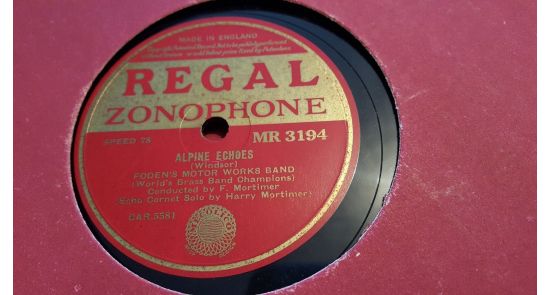 MADE IN ENGLAND
REGAL
ZONOPHONE
SPEED 78
MR 3194
ALPINE ECHOES
(Windsor)
FODEN'S MOTOR WORKS BAND
(World's Brass Band Champions)
Conducted by F. Mortimer
(Echo Cornet Solo by Harry Mortimer)
CAR.5581